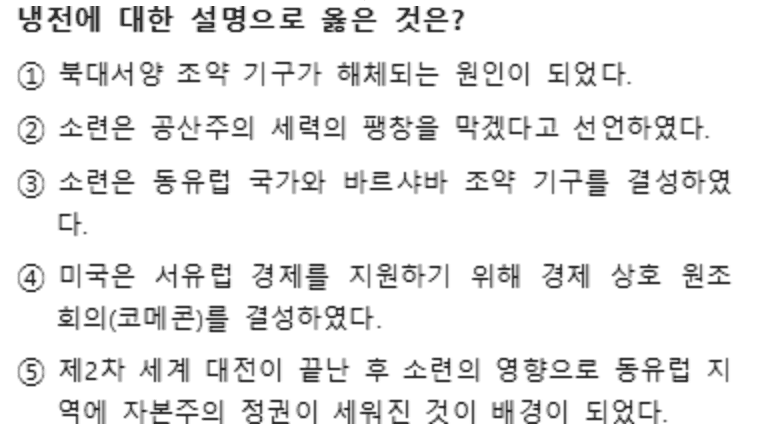 냉전에 대한 설명으로 옳은 것은?
① 북대서양 조약 기구가 해체되는 원인이 되었다.
② 소련은 공산주의 세력의 팽창을 막겠다고 선언하였다.
③ 소련은 동유럽 국가와 바르샤바 조약 기구를 결성하였
다.
④ 미국은 서유럽 경제를 지원하기 위해 경제 상호 원조
회의(코메콘)를 결성하였다.
⑤ 제2차 세계 대전이 끝난 후 소련의 영향으로 동유럽 지
역에 자본주의 정권이 세워진 것이 배경이 되었다.